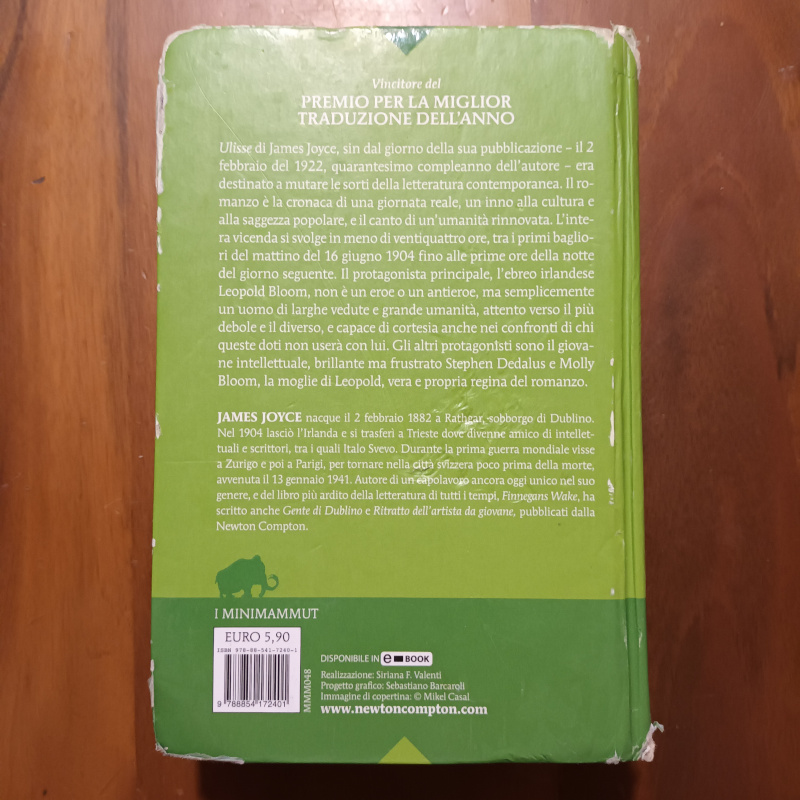 Vincitore del
PREMIO PER LA MIGLIOR
TRADUZIONE DELL'ANNO
Ulisse di James Joyce, sin dal giorno della sua pubblicazione – il 2
febbraio del 1922, quarantesimo compleanno dell'autore – era
destinato a mutare le sorti della letteratura contemporanea. Il ro-
manzo è la cronaca di una giornata reale, un inno alla cultura e
alla saggezza popolare, e il canto di un'umanità rinnovata. L'inte-
ra vicenda si svolge in meno di ventiquattro ore, tra i primi baglio-
ri del mattino del 16 giugno 1904 fino alle prime ore della notte
del giorno seguente. Il protagonista principale, l'ebreo irlandese
Leopold Bloom, non è un eroe o un antieroe, ma semplicemente
un uomo di larghe vedute e grande umanità, attento verso il più
debole e il diverso, e capace di cortesia anche nei confronti di chi
queste doti non userà con lui. Gli altri protagonisti sono il giova-
ne intellettuale, brillante ma frustrato Stephen Dedalus e Molly
Bloom, la moglie di Leopold, vera e propria regina del romanzo.
JAMES JOYCE nacque il 2 febbraio 1882 a Rathgar, sobborgo di Dublino.
Nel 1904 lasciò l'Irlanda e si trasferì a Trieste dove divenne amico di intellet-
tuali e scrittori, tra i quali Italo Svevo. Durante la prima guerra mondiale visse
a Zurigo e poi a Parigi, per tornare nella città svizzera poco prima della morte,
avvenuta il 13 gennaio 1941. Autore di un capolavoro ancora oggi unico nel suo
genere, e del libro più ardito della letteratura di tutti i tempi, Finnegans Wake, ha
scritto anche Gente di Dublino e Ritratto dell'artista da giovane, pubblicati dalla
Newton Compton.
I MINIMAMMUT
EURO 5,90
ISBN 978-88-541-7240-1
9 788854 172401
MMM048
DISPONIBILE IN e BOOK
Realizzazione: Siriana F. Valenti
Progetto grafico: Sebastiano Barcaroli
Immagine di copertina: © Mikel Casal
www.newtoncompton.com